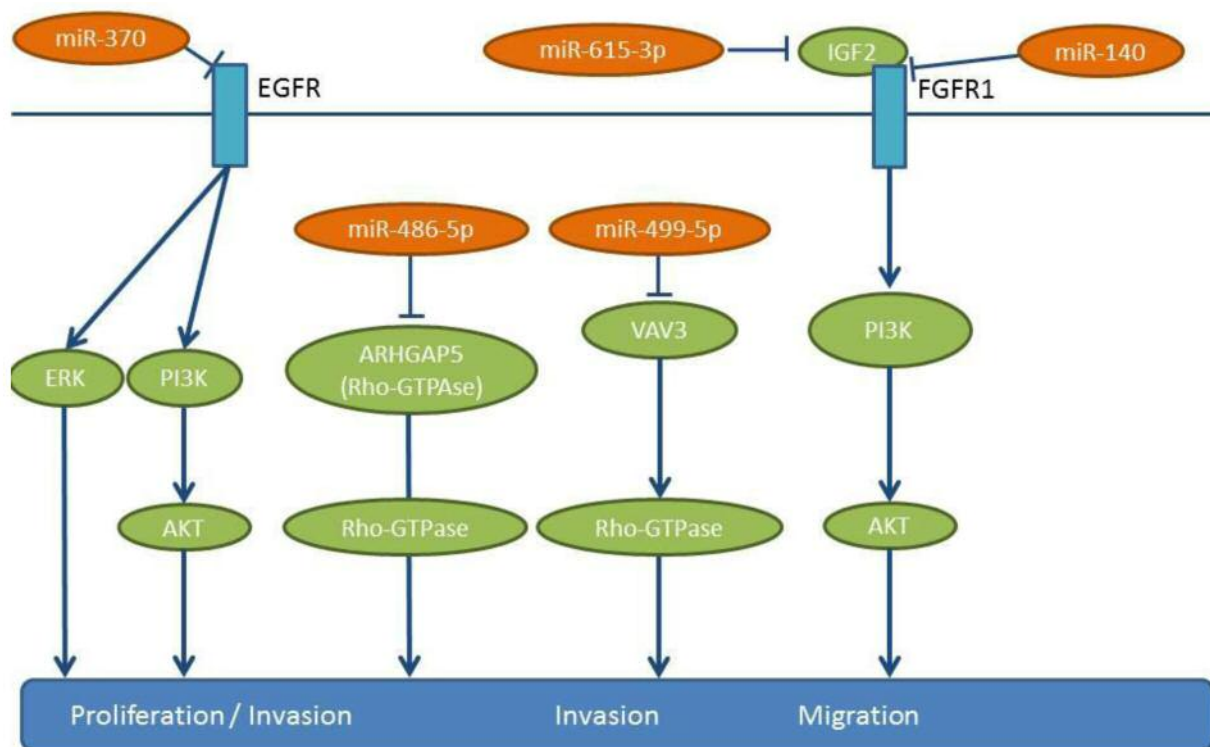 miR-370
miR-615-3p
IGF2
miR-140
EGFR
FGFR1
miR-486-5p
miR-499-5p
ERK
PI3K
ARHGAP5
(Rho-GTPAse)
VAV3
PI3K
AKT
Rho-GTPase
Rho-GTPase
AKT
Proliferation / Invasion
Invasion
Migration